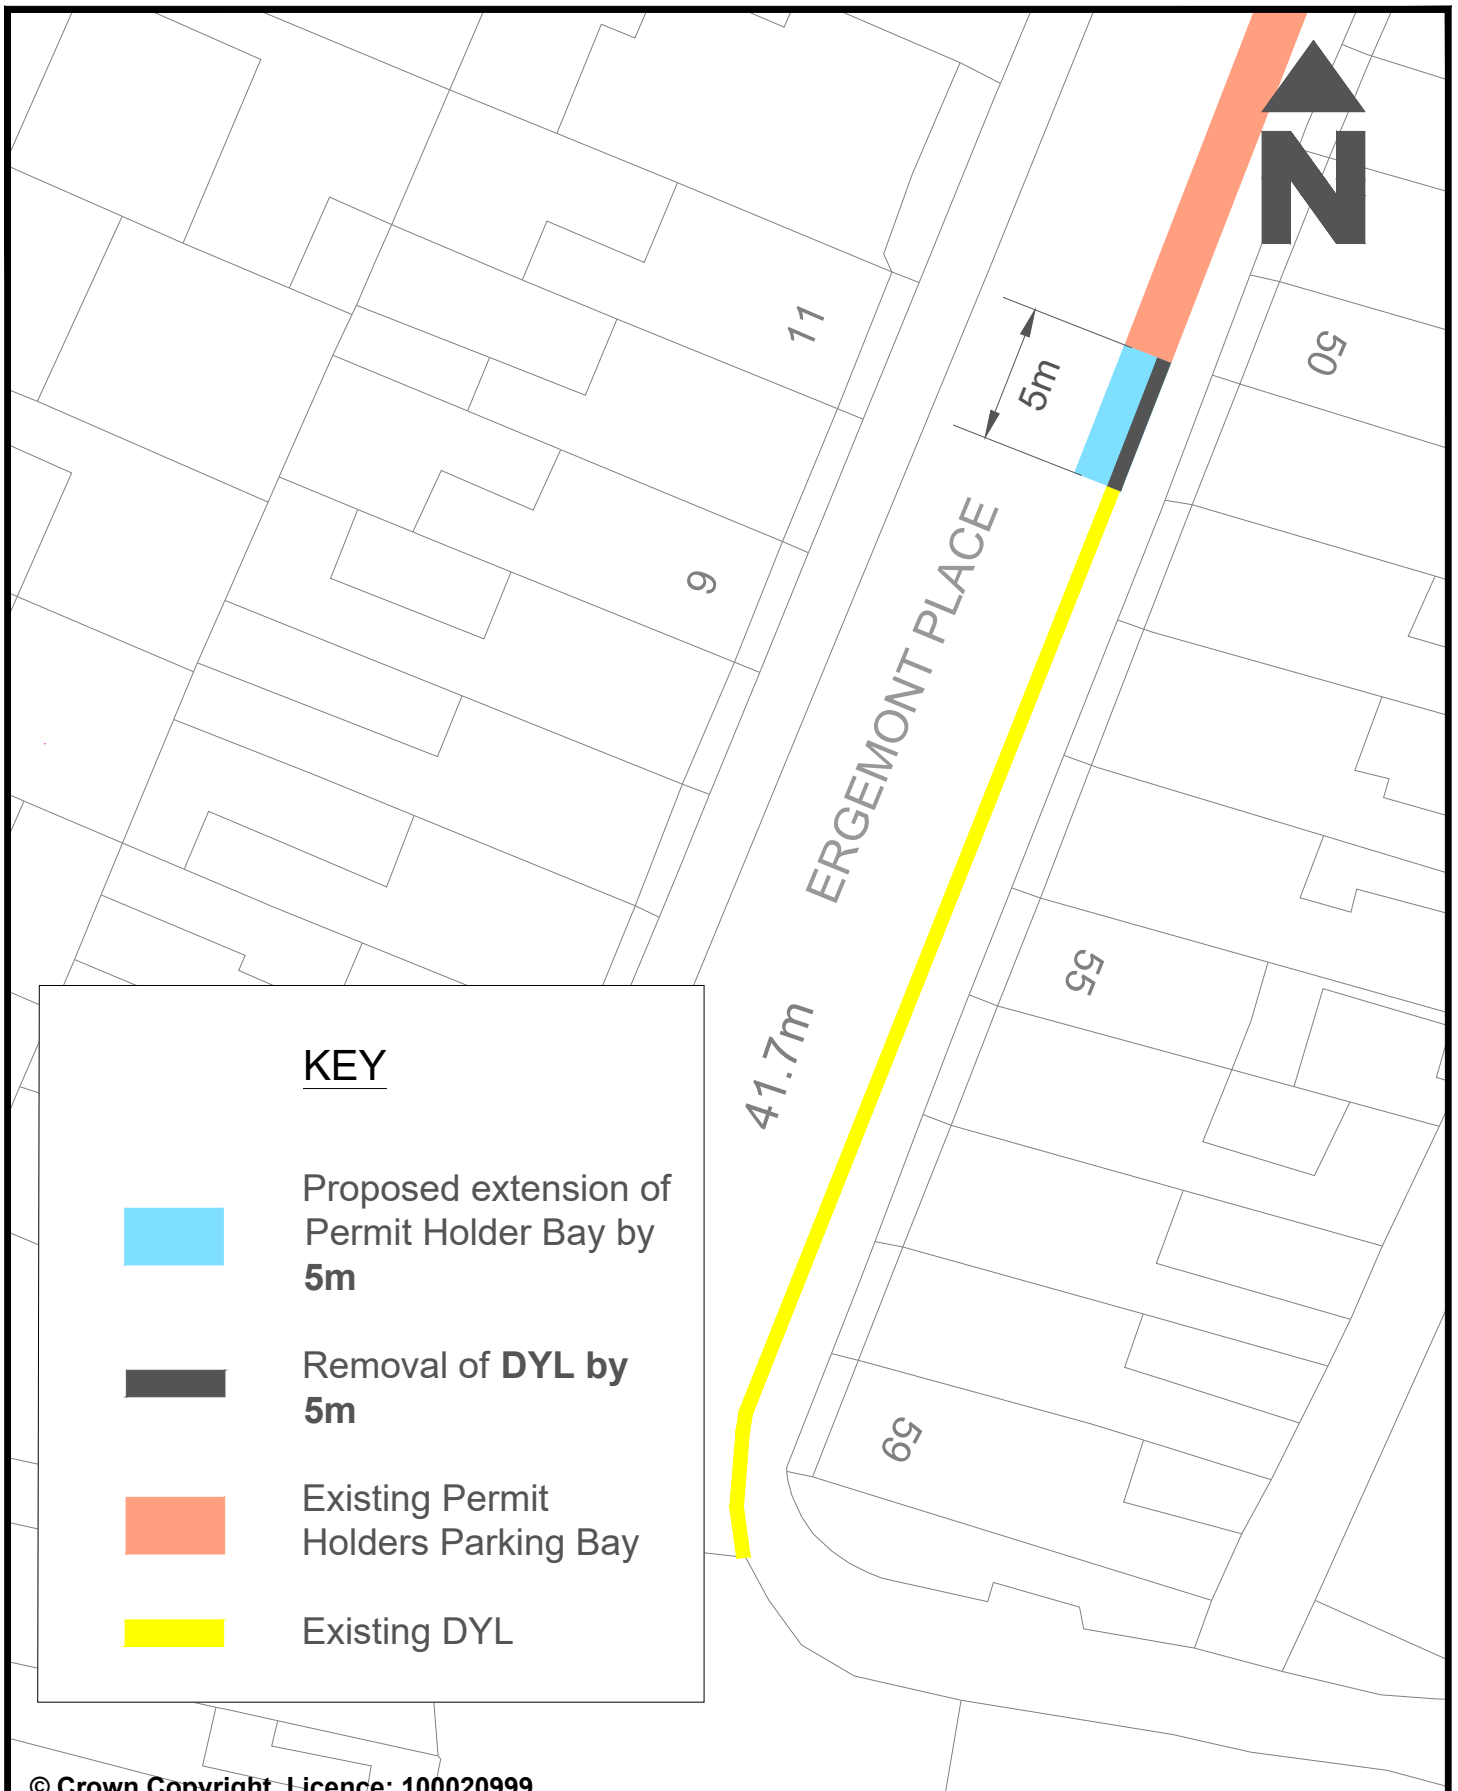 N
11
50
5m
9
ERGEMONT PLACE
55
41.7m
KEY
Proposed extension of
Permit Holder Bay by
5m
Removal of DYL by
5m
Existing Permit
Holders Parking Bay
Existing DYL
59
© Crown Copyright. Licence: 100020999